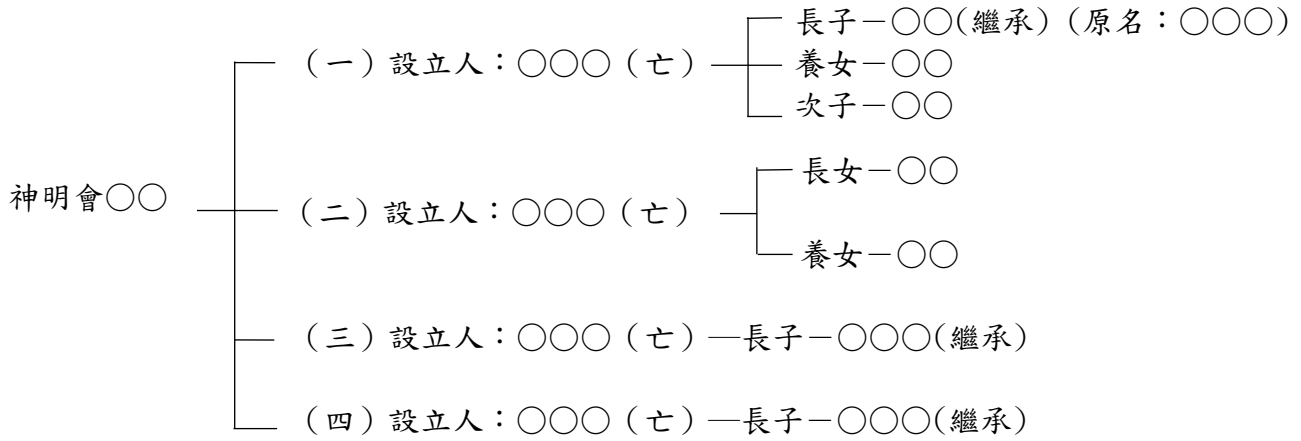 長子－○○(繼承) (原名：○○○)
（一）設立人：○○○（亡）
養女－○○
次子－○○
長女－○○
神明會○○
（二）設立人：○○○（亡）
養女－○○
（三）設立人：○○○（亡）—長子－○○○(繼承)
（四）設立人：○○○（亡）—長子－○○○(繼承)